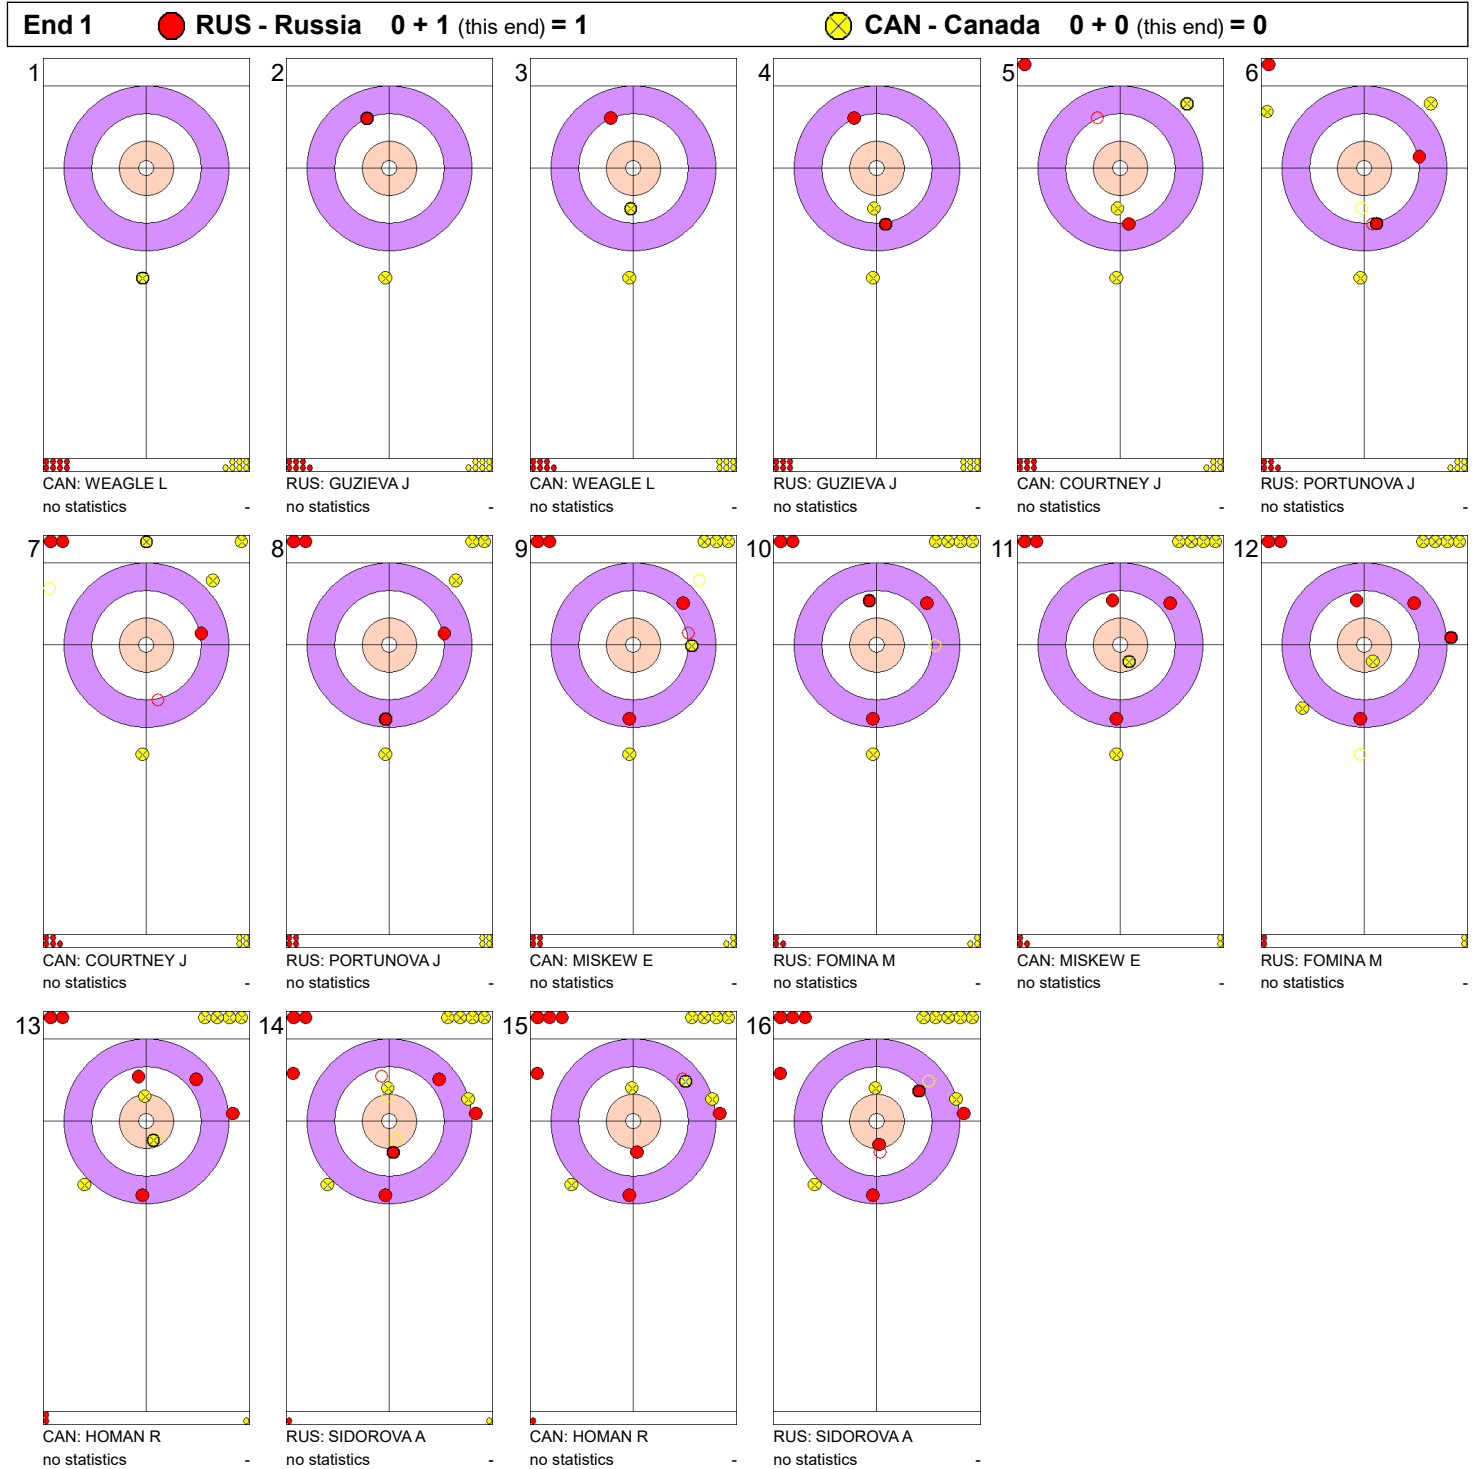 End 1 RUS - Russia 0 + 1 (this end) = 1 CAN - Canada 0 + 0 (this end) = 0
1 2 3 4 5 6
CAN: WEAGLE L RUS: GUZIEVA J CAN: WEAGLE L RUS: GUZIEVA J CAN: COURTNEY J RUS: PORTUNOVA J
no statistics - no statistics - no statistics - no statistics - no statistics - no statistics -
7 8 9 10 11 12
CAN: COURTNEY J RUS: PORTUNOVA J CAN: MISKEW E RUS: FOMINA M CAN: MISKEW E RUS: FOMINA M
no statistics - no statistics - no statistics - no statistics - no statistics - no statistics -
13 14 15 16
CAN: HOMAN R RUS: SIDOROVA A CAN: HOMAN R RUS: SIDOROVA A
no statistics - no statistics - no statistics - no statistics -